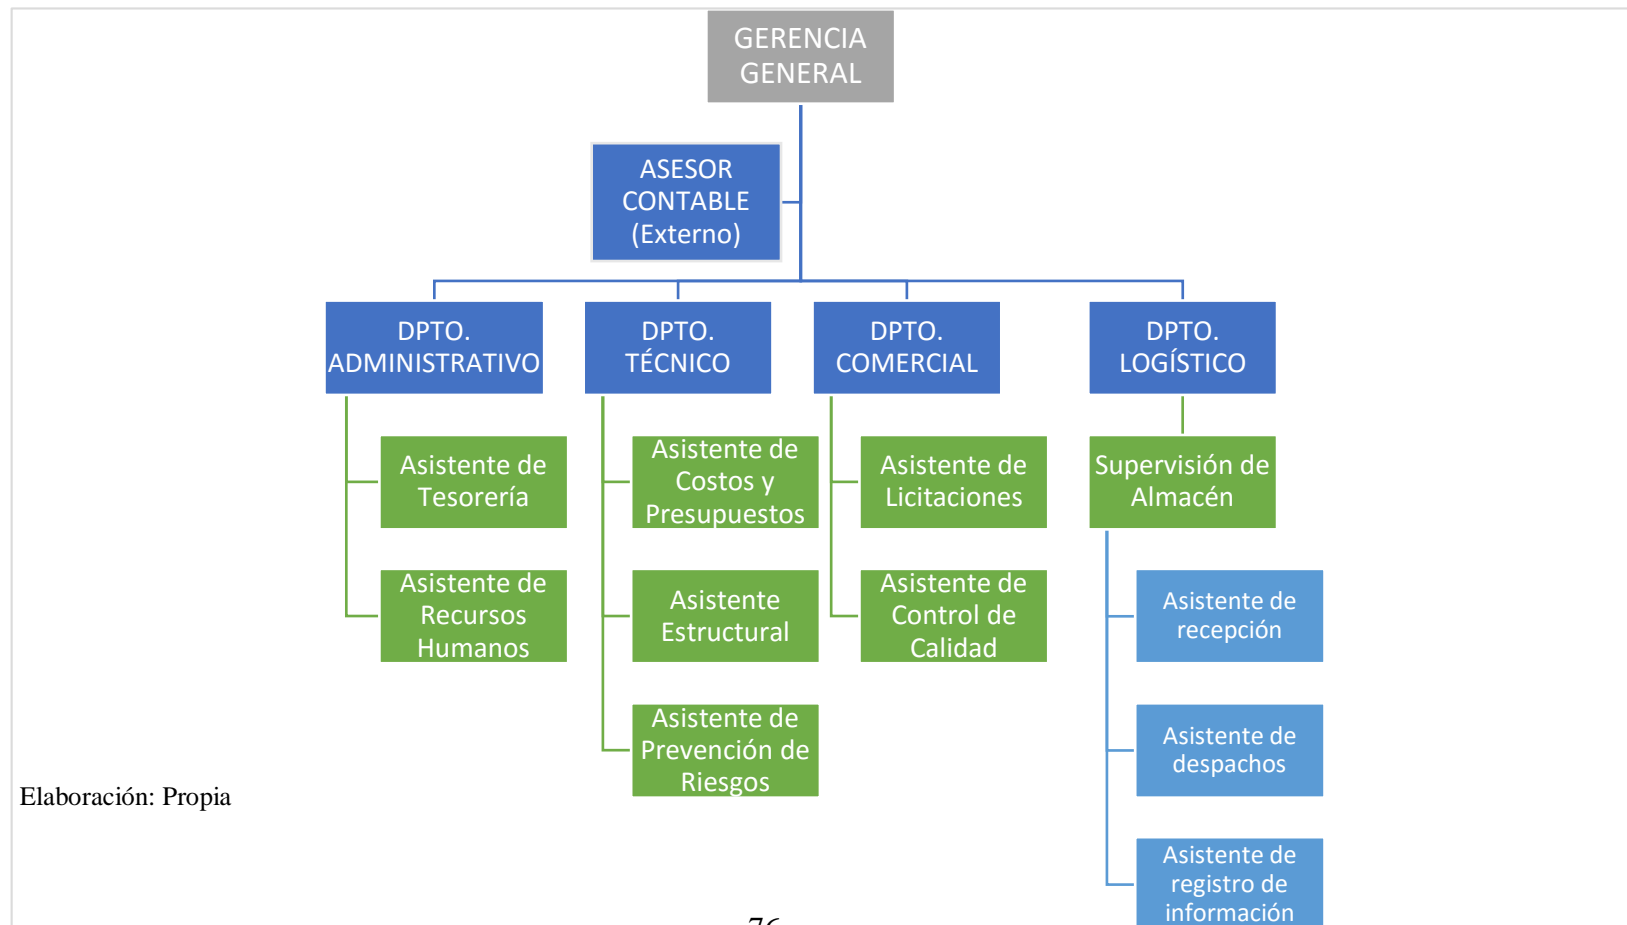 GERENCIA
GENERAL
ASESOR
CONTABLE
(Externo)
DPTO.
ADMINISTRATIVO
DPTO.
TÉCNICO
DPTO.
COMERCIAL
DPTO.
LOGÍSTICO
Asistente de
Tesorería
Asistente de
Costos y
Presupuestos
Asistente de
Licitaciones
Supervisión de
Almacén
Asistente de
Recursos
Humanos
Asistente
Estructural
Asistente de
Control de
Calidad
Asistente de
recepción
Asistente de
Prevención de
Riesgos
Asistente de
despachos
Elaboración: Propia
Asistente de
registro de
información
76